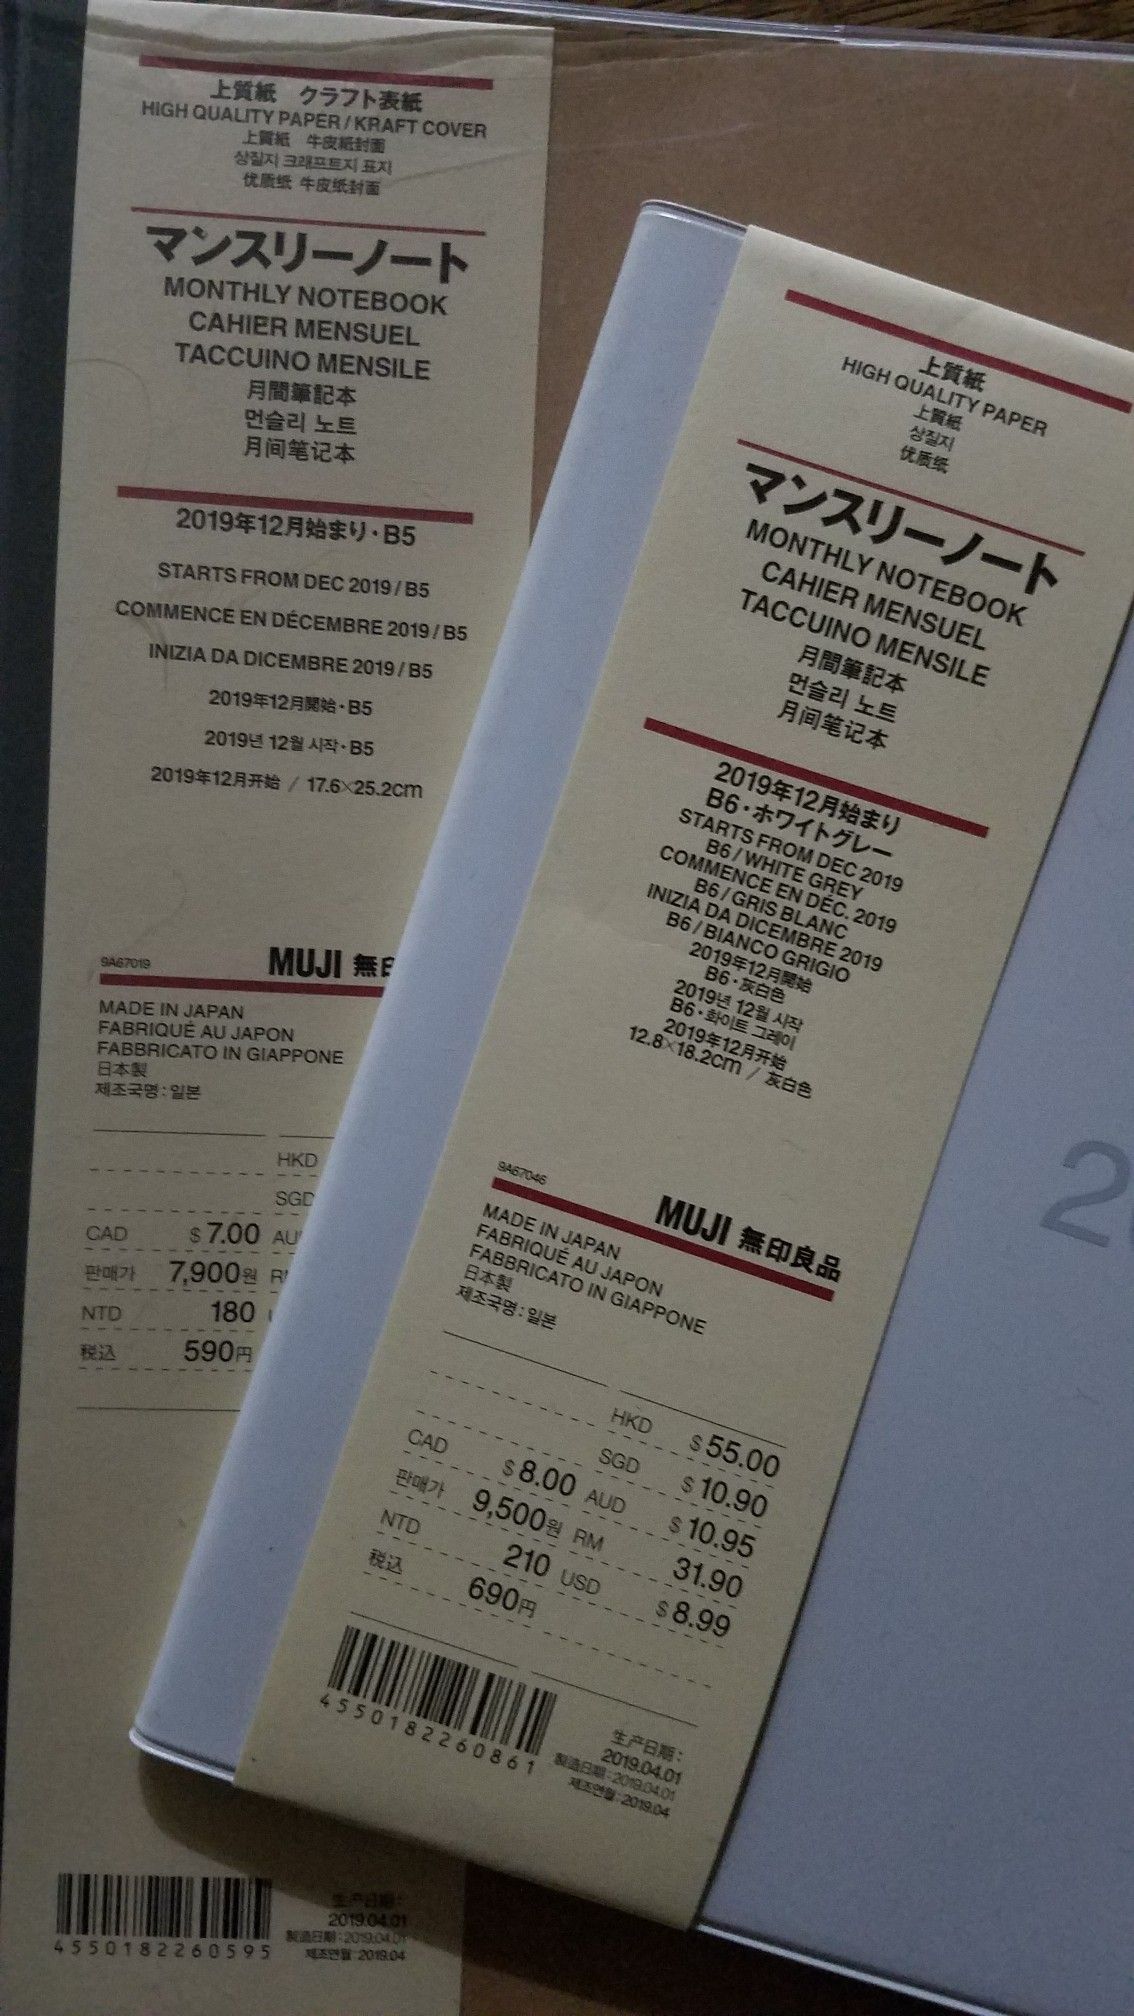 上質紙 クラフト表紙
HIGH QUALITY PAPER / KRAFT COVER
上質紙 牛皮紙封面
상질지 크래프트지 표지
优质纸 牛皮纸封面
マンスリーノート
MONTHLY NOTEBOOK
CAHIER MENSUEL
TACCUINO MENSILE
月間筆記本
먼슬리 노트
月间笔记本
2019年12月始まり・B5
STARTS FROM DEC 2019 / B5
COMMENCE EN DÉCEMBRE 2019 / B5
INIZIA DA DICEMBRE 2019 / B5
2019年12月開始・B5
2019년 12월 시작・B5
2019年12月开始 / 17.6×25.2cm
9A67019
MUJI 無
MADE IN JAPAN
FABRIQUÉ AU JAPON
FABBRICATO IN GIAPPONE
日本製
제조국명 : 일본
HKD
SGD
CAD $7.00 AU
판매가 7,900원 R
NTD 180
税込 590円
4550182260595
生产日期:
2019.04.01
製造日期:2019.04.01
제조연월:2019.04
上質紙
HIGH QUALITY PAPER
上質紙
상질지
优质纸
マンスリーノート
MONTHLY NOTEBOOK
CAHIER MENSUEL
TACCUINO MENSILE
月間筆記本
먼슬리 노트
月间笔记本
2019年12月始まり
B6・ホワイトグレー
STARTS FROM DEC 2019
B6 / WHITE GREY
COMMENCE EN DÉC. 2019
B6 / GRIS BLANC
INIZIA DA DICEMBRE 2019
B6 / BIANCO GRIGIO
2019年12月開始
B6・灰白色
2019년 12월 시작
B6・화이트 그레이
2019年12月开始
12.8×18.2cm / 灰白色
9A67046
MUJI 無印良品
MADE IN JAPAN
FABRIQUÉ AU JAPON
FABBRICATO IN GIAPPONE
日本製
제조국명 : 일본
HKD $55.00
SGD $10.90
CAD $8.00 AUD $10.95
판매가 9,500원 RM 31.90
NTD 210 USD $8.99
税込 690円
4550182260861
生产日期:
2019.04.01
製造日期:2019.04.01
제조연월:2019.04
2